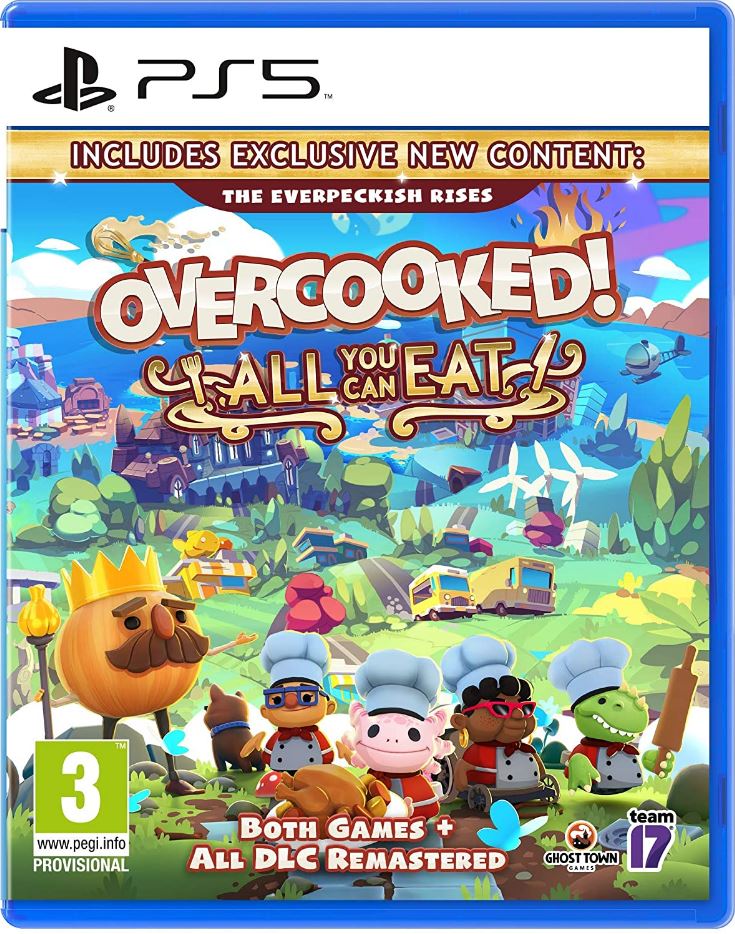 PS5
INCLUDES EXCLUSIVE NEW CONTENT:
THE EVERPECKISH RISES
OVERCOOKED!
ALL YOU CAN EAT
3
www.pegi.info
PROVISIONAL
BOTH GAMES +
ALL DLC REMASTERED
GHOST TOWN
GAMES
team
17